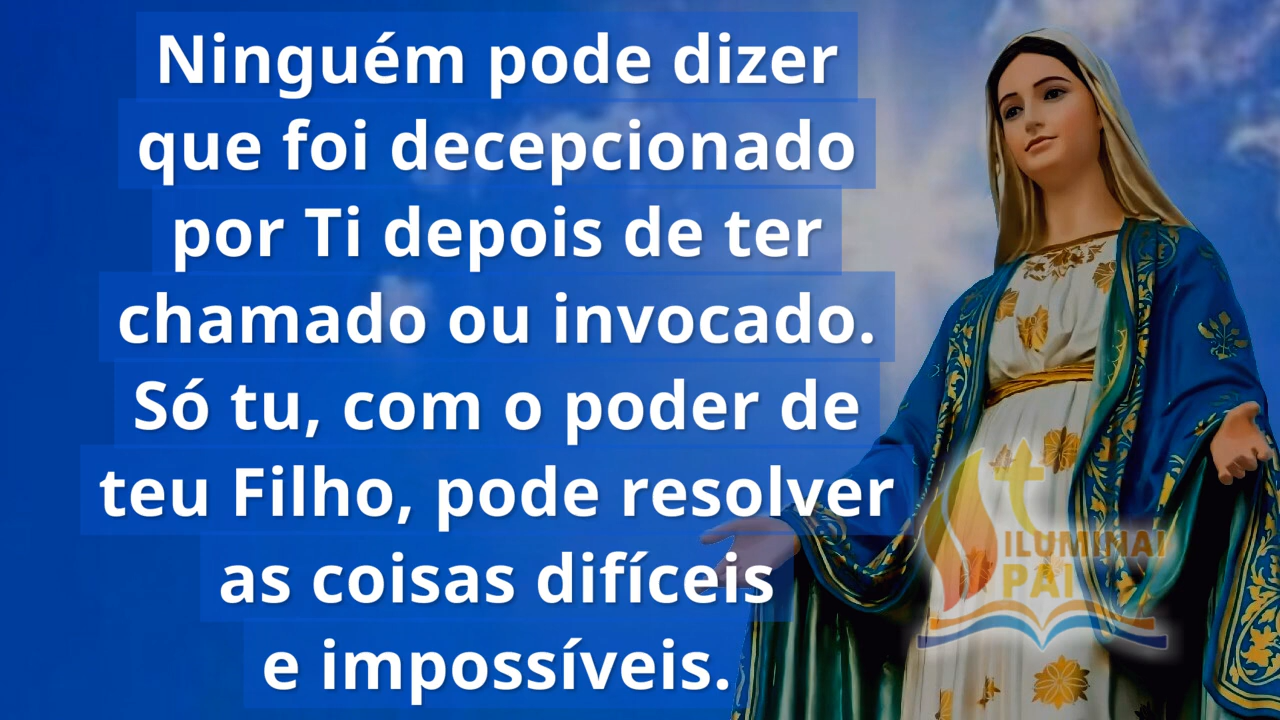 Ninguém pode dizer
que foi decepcionado
por Ti depois de ter
chamado ou invocado.
Só tu, com o poder de
teu Filho, pode resolver
as coisas difíceis
e impossíveis.
ILUMINAI
PAI